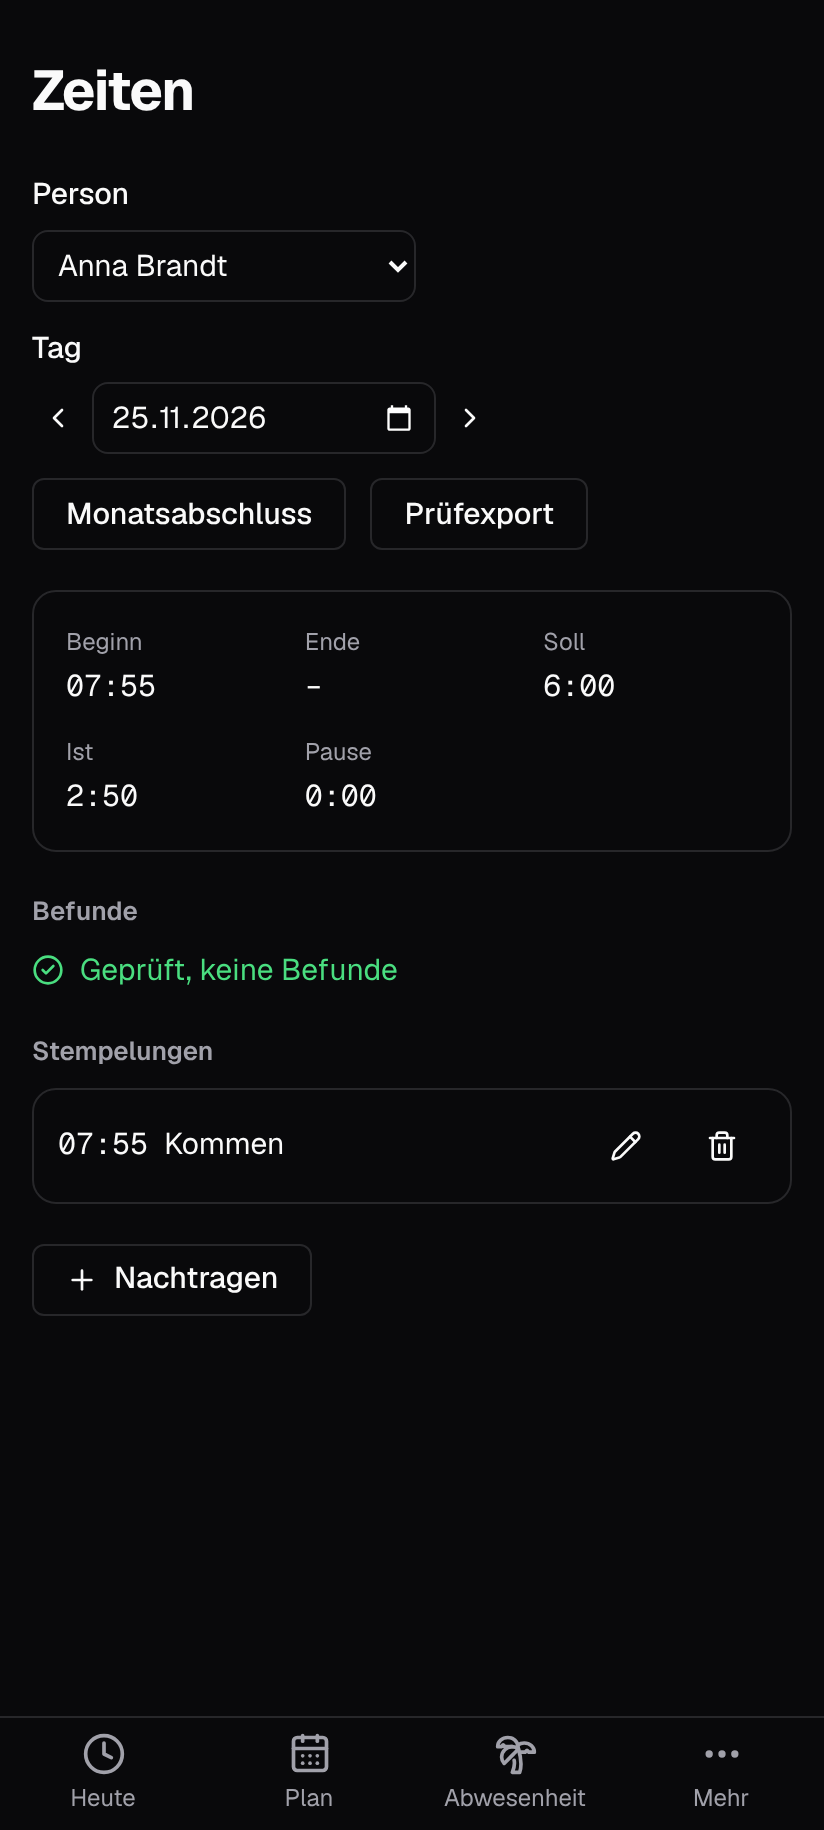 Zeiten
Person
Anna Brandt
Tag
25.11.2026
Monatsabschluss Prüfexport
Beginn Ende Soll
07:55 – 6:00
Ist Pause
2:50 0:00
Befunde
Geprüft, keine Befunde
Stempelungen
07:55 Kommen
Nachtragen
Heute Plan Abwesenheit Mehr